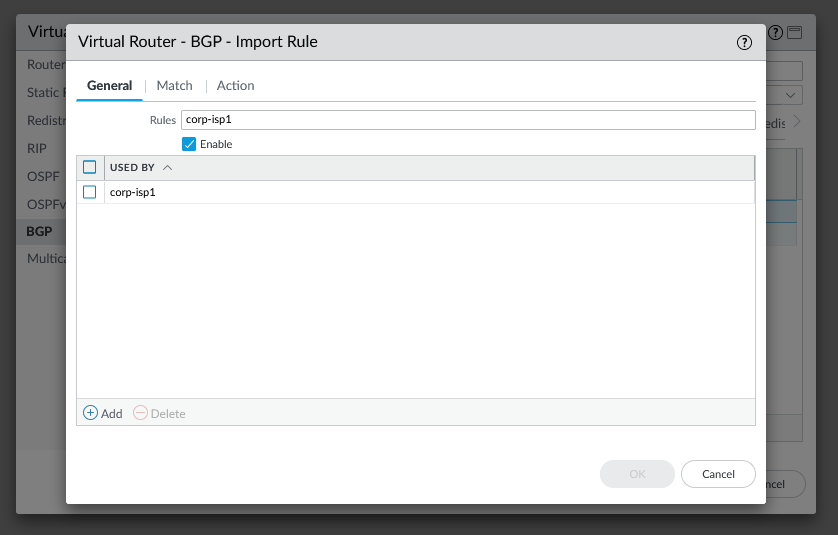 Virtu
Virtual Router - BGP - Import Rule
Router
General
Match
Action
Static R
Rules
corp-isp1
Redistr
edis
Enable
RIP
USED BY
OSPF
corp-isp1
OSPFv
BGP
Multica
Add
Delete
OK
Cancel
ncel